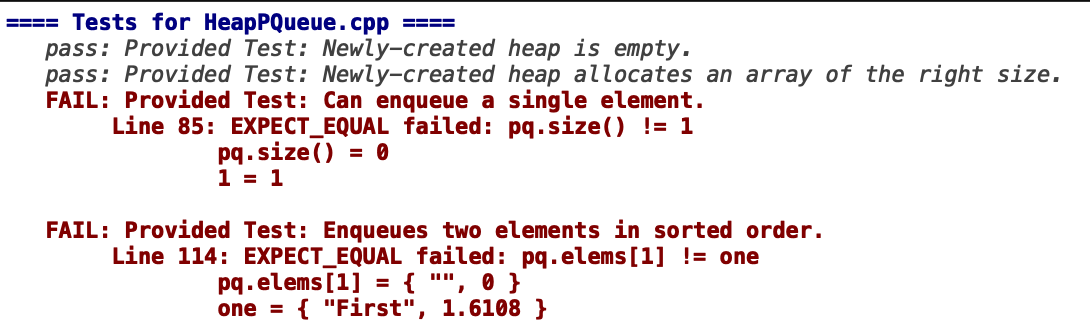 ==== Tests for HeapPQueue.cpp ====
pass: Provided Test: Newly-created heap is empty.
pass: Provided Test: Newly-created heap allocates an array of the right size.
FAIL: Provided Test: Can enqueue a single element.
Line 85: EXPECT_EQUAL failed: pq.size() != 1
pq.size() = 0
1 = 1
FAIL: Provided Test: Enqueues two elements in sorted order.
Line 114: EXPECT_EQUAL failed: pq.elems[1] != one
pq.elems[1] = { "", 0 }
one = { "First", 1.6108 }